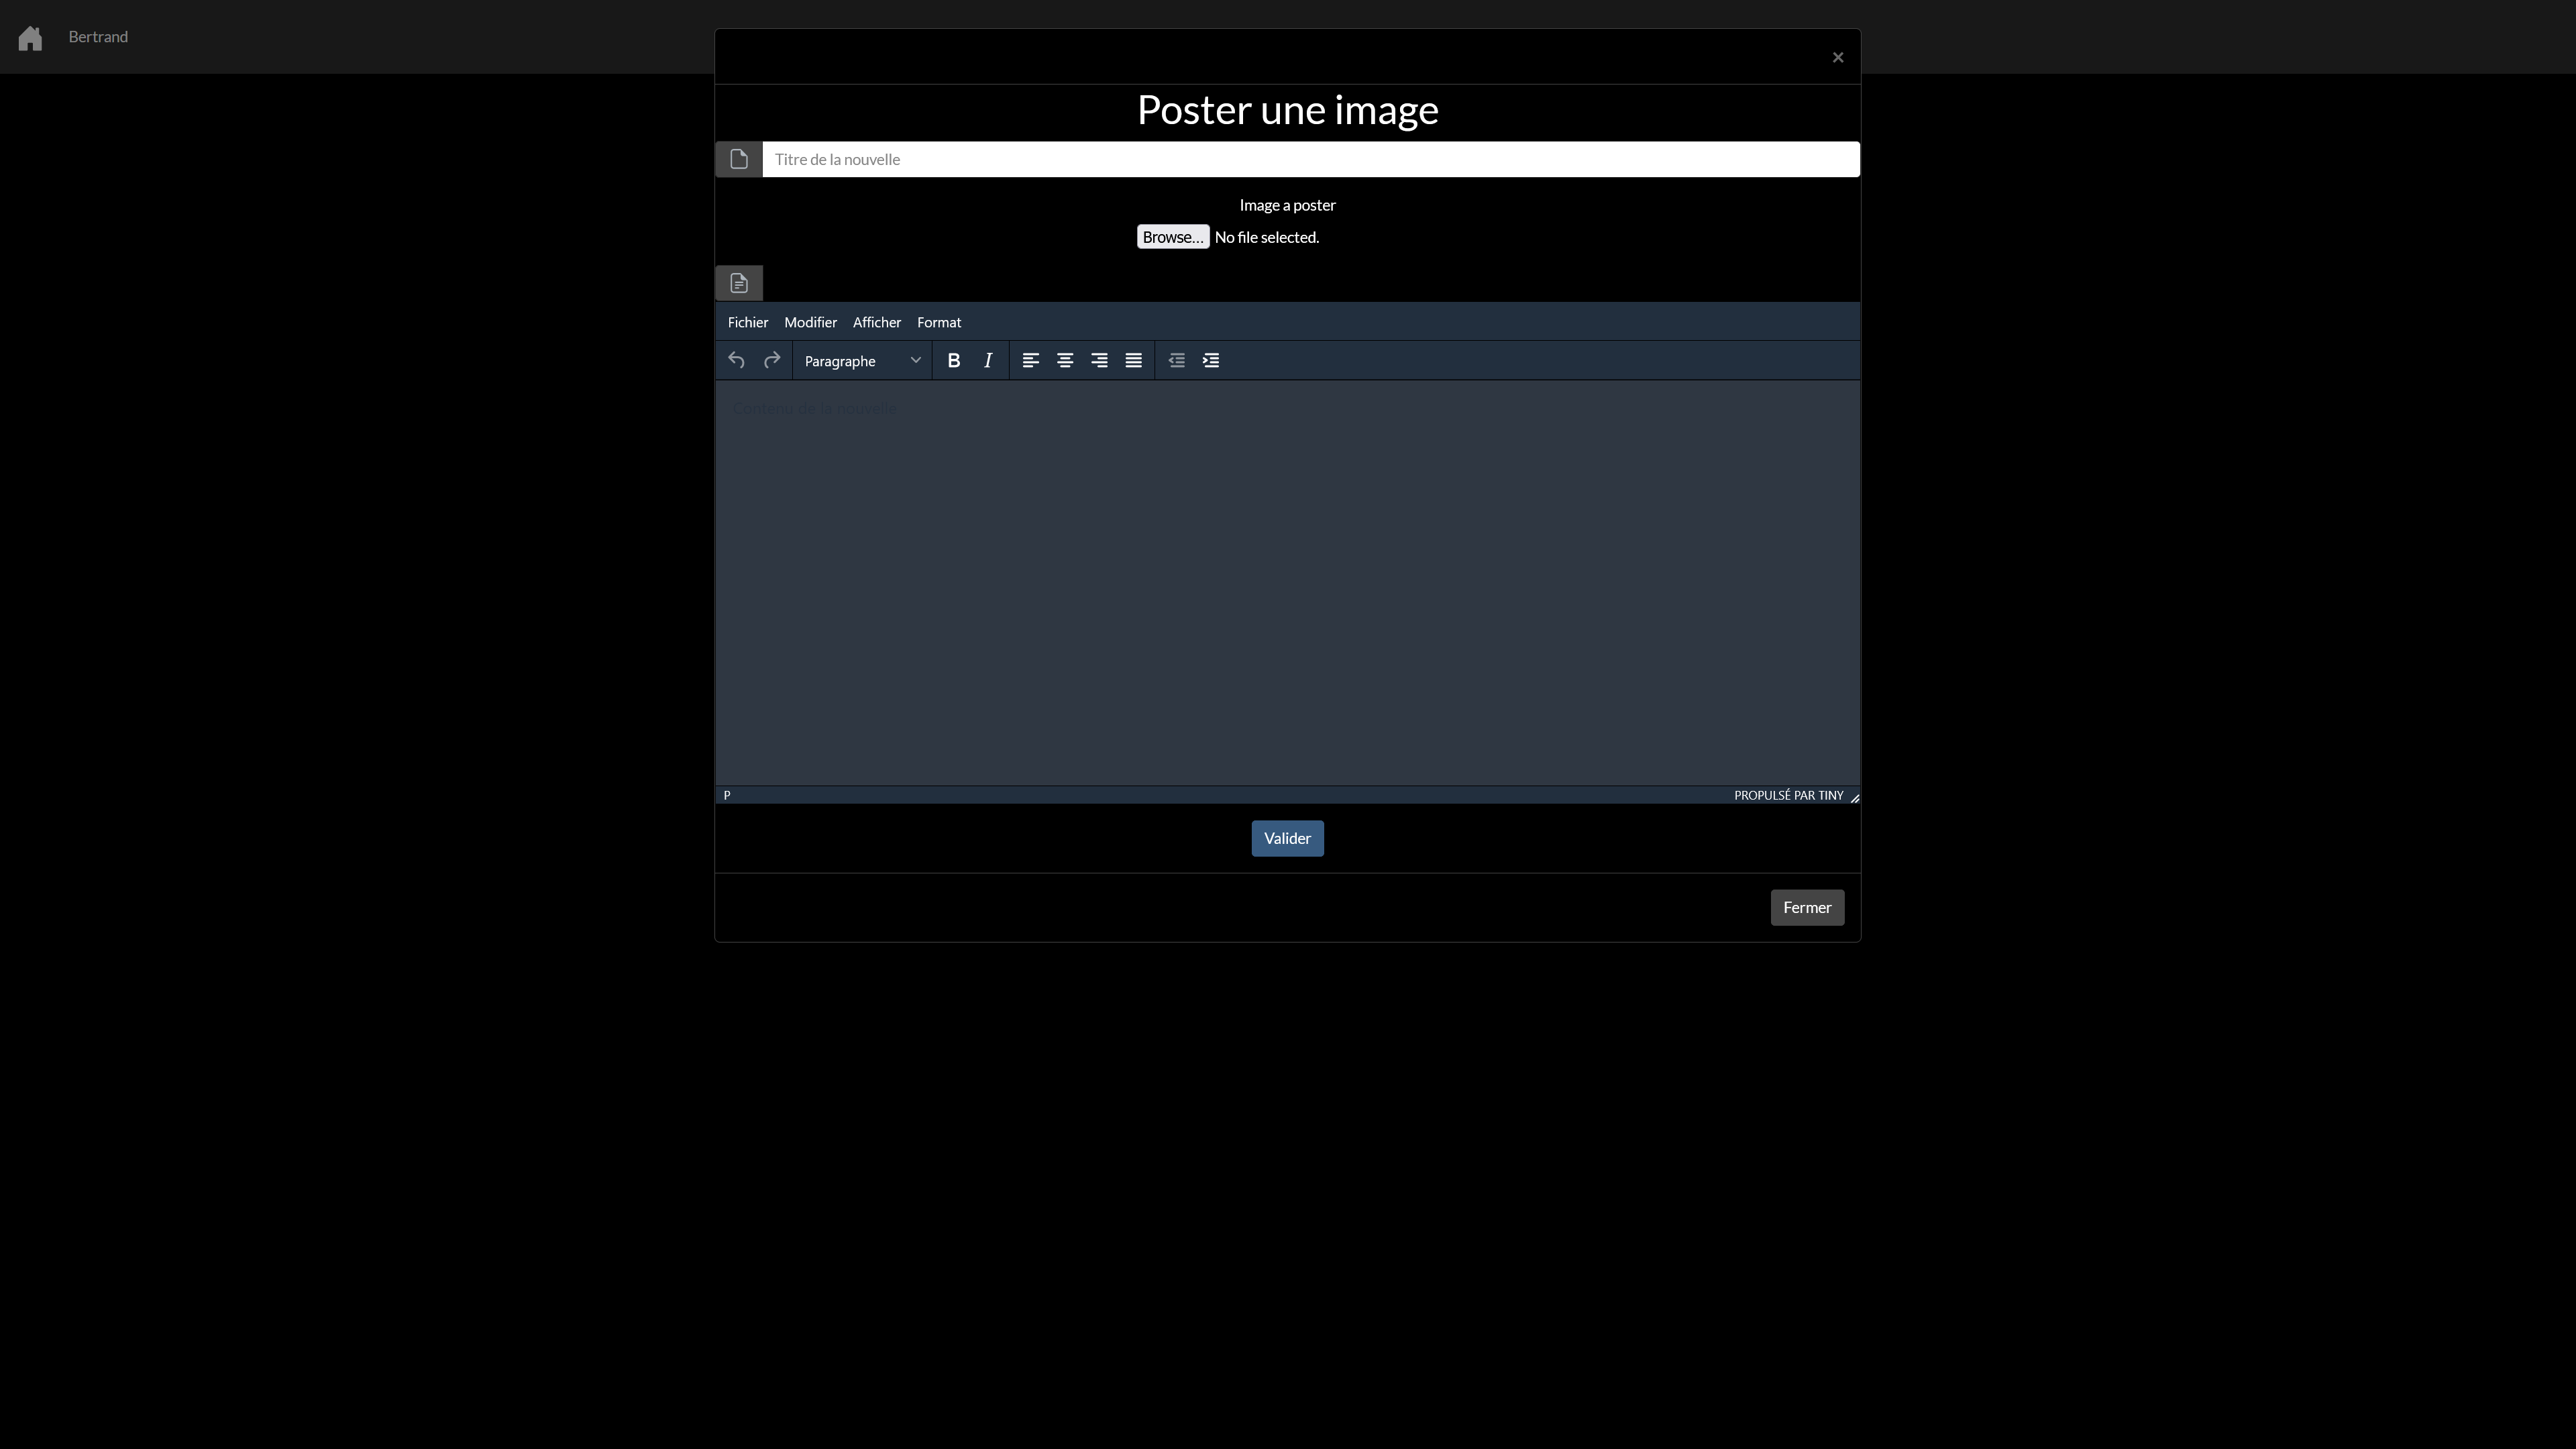 Bertrand
×
Poster une image
Titre de la nouvelle
Image a poster
Browse... No file selected.
Fichier Modifier Afficher Format
Paragraphe B I
Contenu de la nouvelle
P PROPULSÉ PAR TINY
Valider
Fermer